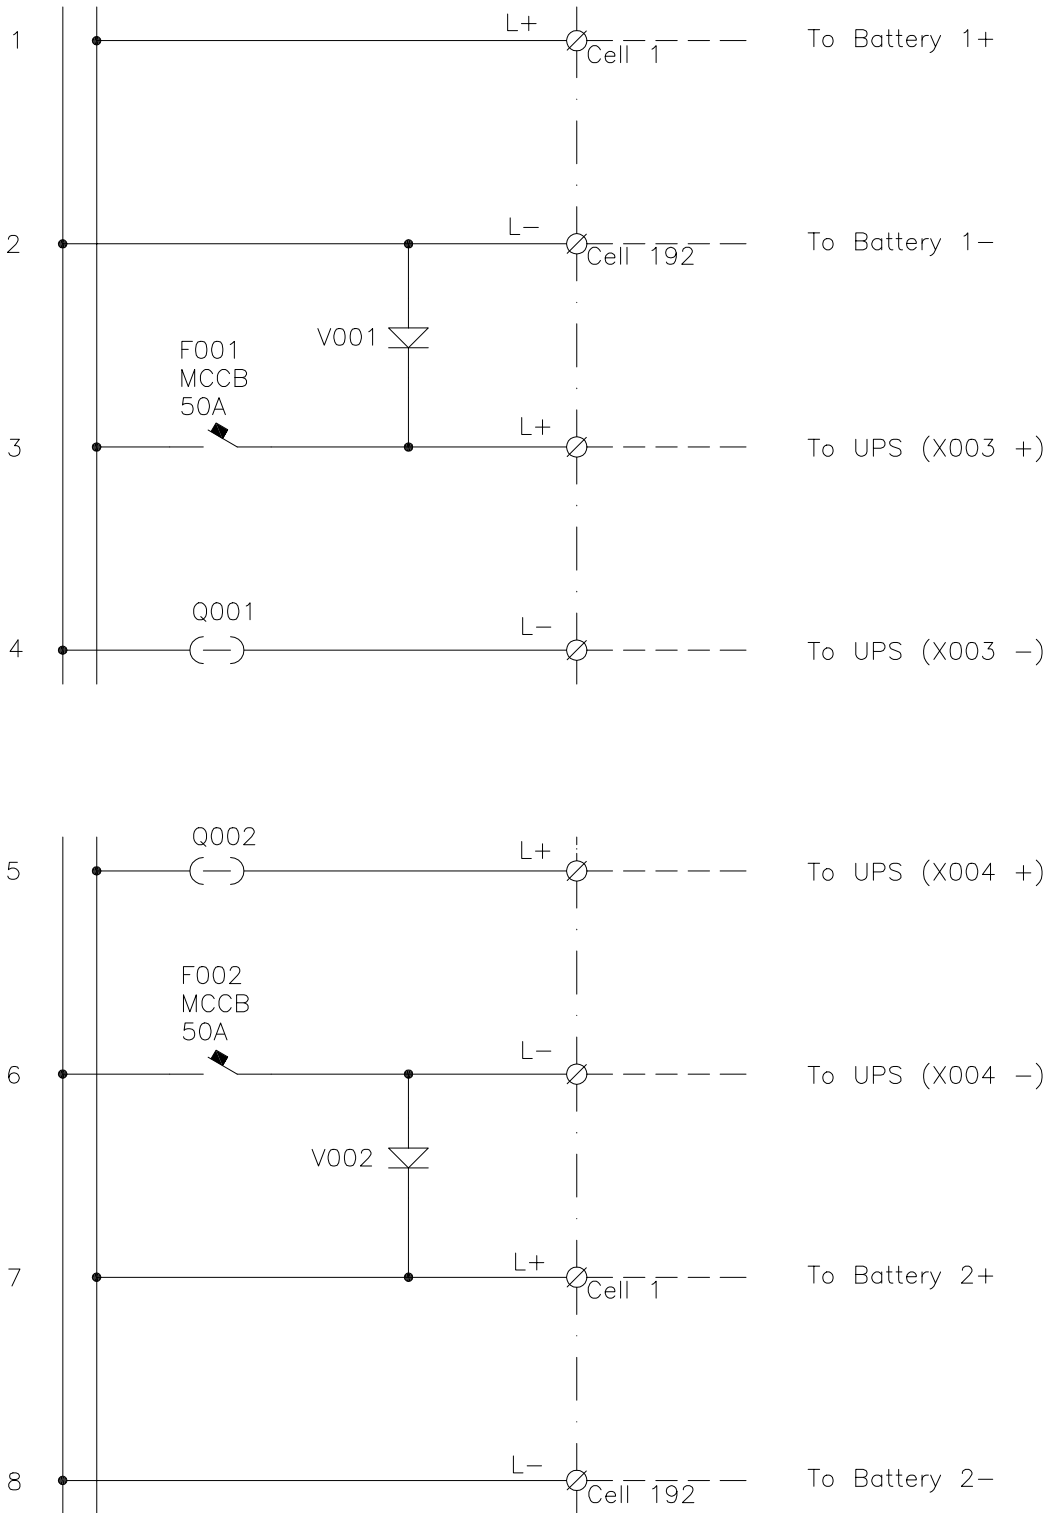 1
L+
Cell 1
To Battery 1+
2
L−
Cell 192
To Battery 1−
V001
F001
MCCB
50A
3
L+
To UPS (X003 +)
Q001
4
L−
To UPS (X003 −)
Q002
5
L+
To UPS (X004 +)
F002
MCCB
50A
6
L−
To UPS (X004 −)
V002
7
L+
Cell 1
To Battery 2+
8
L−
Cell 192
To Battery 2−